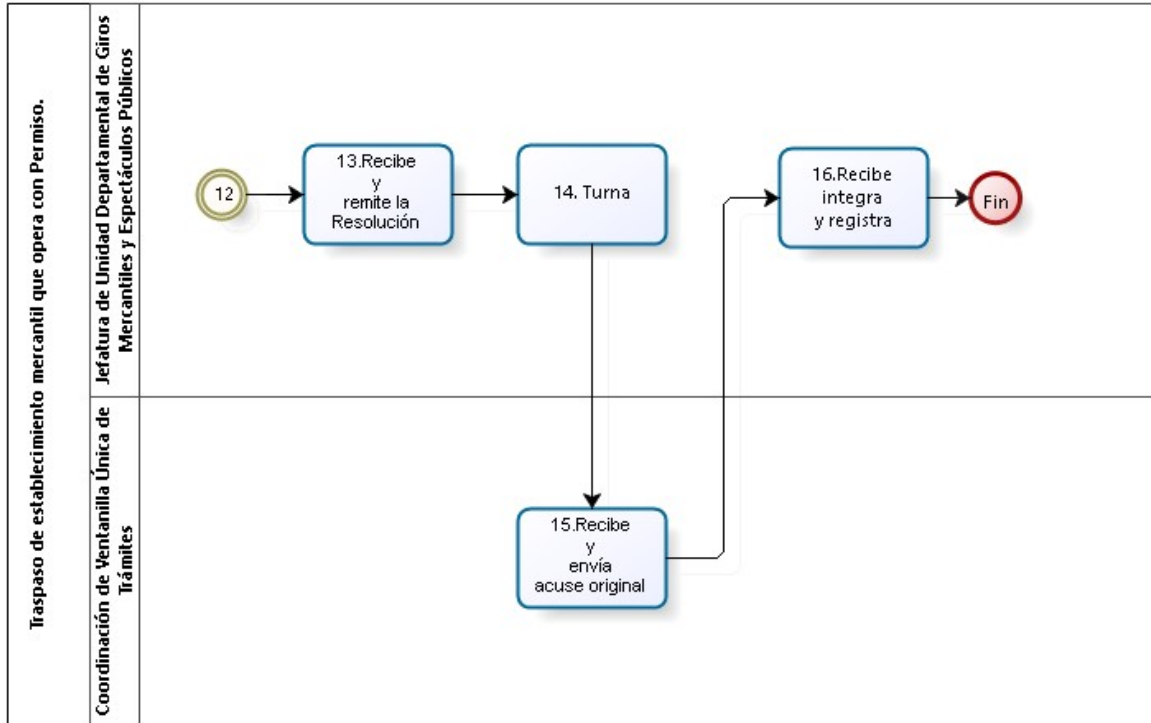 Traspaso de establecimiento mercantil que opera con Permiso.
Jefatura de Unidad Departamental de Giros
Mercantiles y Espectáculos Públicos
12
13.Recibe
y
remite la
Resolución
14. Turna
16.Recibe
integra
y registra
Fin
Coordinación de Ventanilla Única de
Trámites
15.Recibe
y
envía
acuse original